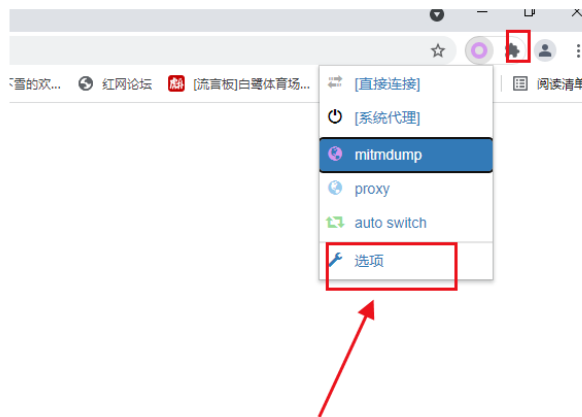 下雪的欢... 红网论坛 [流言板]白鹭体育场... 阅读清单
[直接连接]
[系统代理]
mitmdump
proxy
auto switch
选项